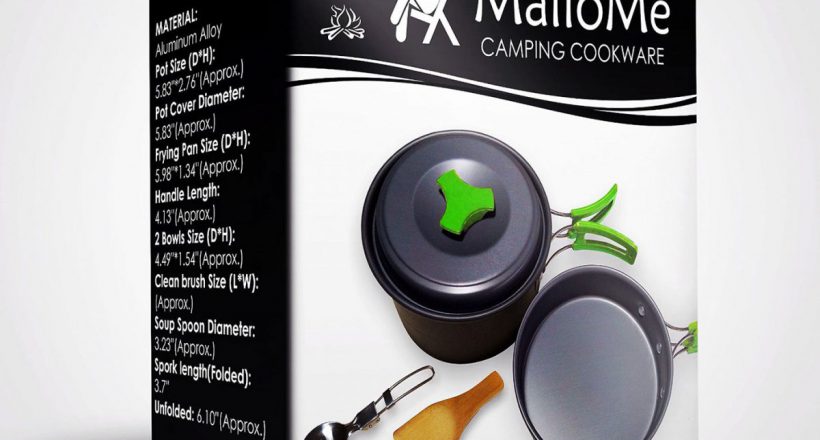 MATERIAL:
Aluminum Alloy
Pot Size (D*H):
5.83"*2.76"(Approx.)
Pot Cover Diameter:
5.83"(Approx.)
Frying Pan Size (D*H):
5.98"*1.34"(Approx.)
Handle Length:
4.13"(Approx.)
2 Bowls Size (D*H):
4.49"*1.54"(Approx.)
Clean brush Size (L*W):
(Approx.)
Soup Spoon Diameter:
3.23"(Approx.)
Spork length(Folded):
3.7"
Unfolded: 6.10"(Approx.)
MalloMe
CAMPING COOKWARE